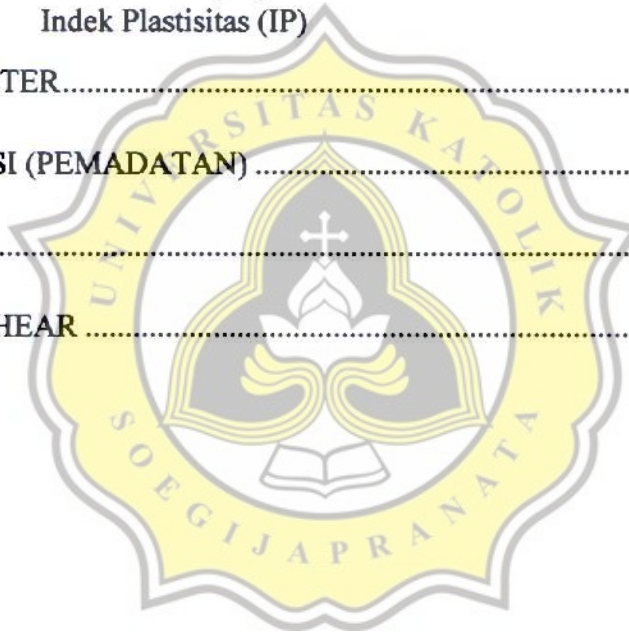 Indek Plastisitas (IP)
TER..........................................................................
SI (PEMADATAN) ..........................................................
..........................................................................
HEAR ..........................................................................
UNIVERSITAS KATOLIK
SOEGIJAPRANATA